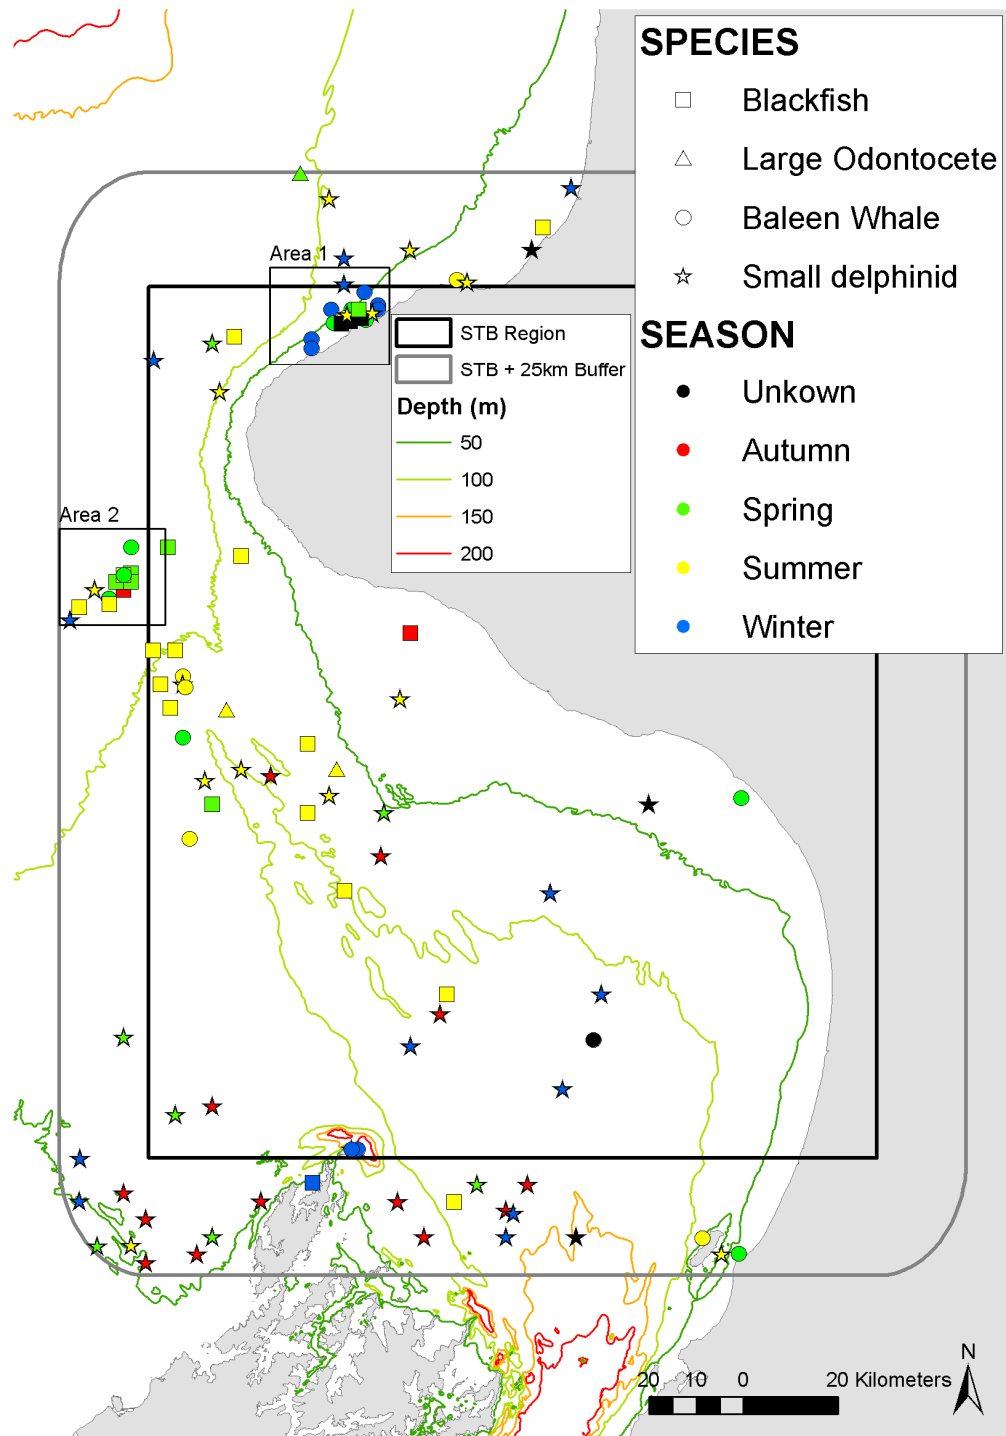 SPECIES
Blackfish
Large Odontocete
Baleen Whale
Small delphinid
SEASON
Unkown
Autumn
Spring
Summer
Winter
Area 1
STB Region
STB + 25km Buffer
Depth (m)
50
100
150
200
Area 2
N
20 10 0 20 Kilometers